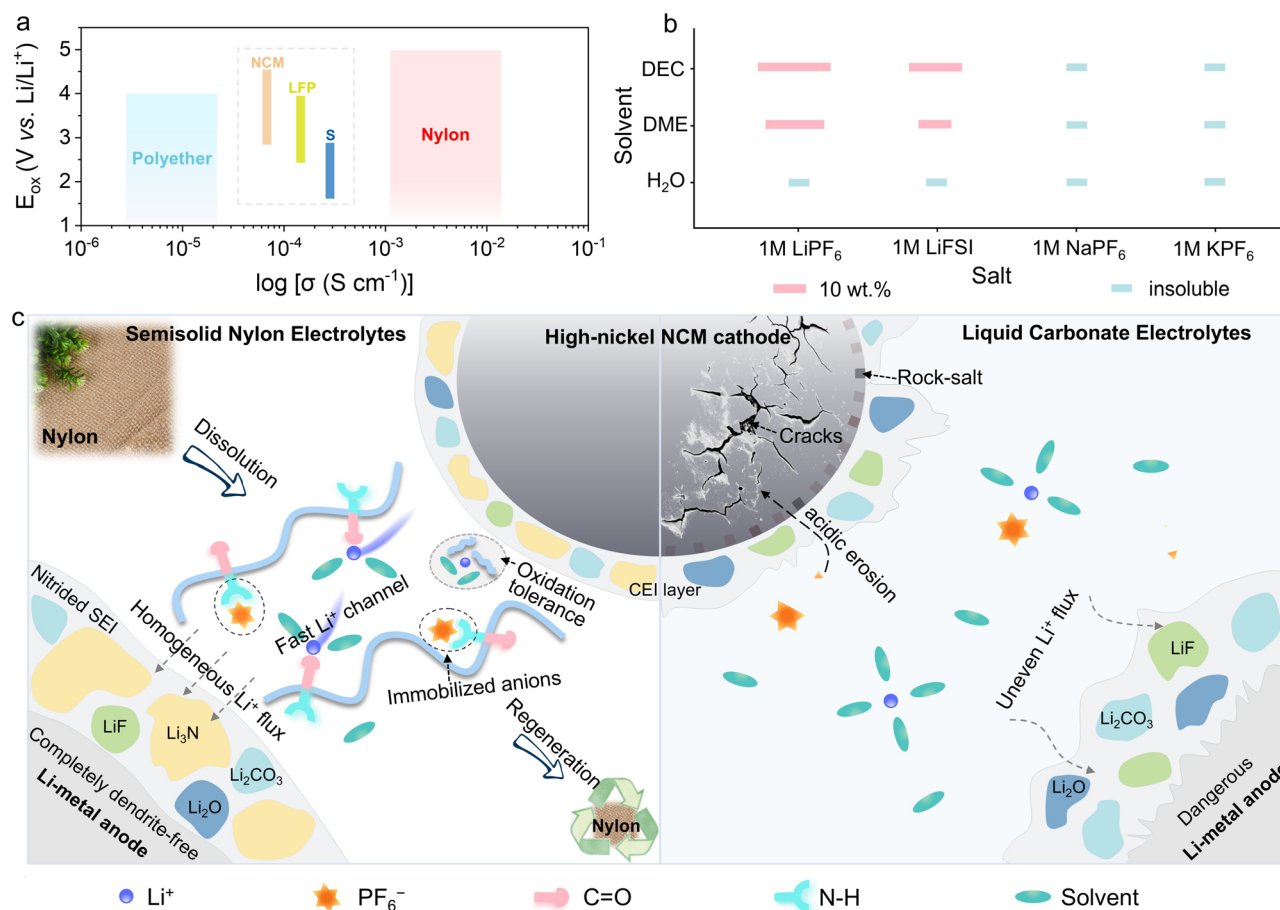 a
E_ox (V vs. Li/Li⁺)
5
4
3
2
1
Polyether
NCM
LFP
S
Nylon
10⁻⁶
10⁻⁵
10⁻⁴
10⁻³
10⁻²
10⁻¹
log [σ (S cm⁻¹)]
b
Solvent
DEC
DME
H₂O
1M LiPF₆
1M LiFSI
1M NaPF₆
1M KPF₆
Salt
10 wt.%
insoluble
c
Semisolid Nylon Electrolytes
High-nickel NCM cathode
Liquid Carbonate Electrolytes
Nylon
Dissolution
Rock-salt
Cracks
acidic erosion
CEI layer
Oxidation
tolerance
Fast Li⁺ channel
Immobilized anions
Nitrided SEI
Homogeneous Li⁺ flux
LiF
Li₃N
Li₂CO₃
Li₂O
Completely dendrite-free
Li-metal anode
Regeneration
Nylon
Uneven Li⁺ flux
LiF
Li₂CO₃
Li₂O
Dangerous
Li-metal anode
Li⁺
PF₆⁻
C=O
N-H
Solvent